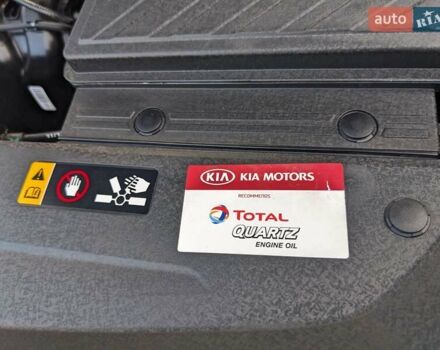 auto RIA
KIA KIA MOTORS
RECOMMENDS
TOTAL
QUARTZ
ENGINE OIL